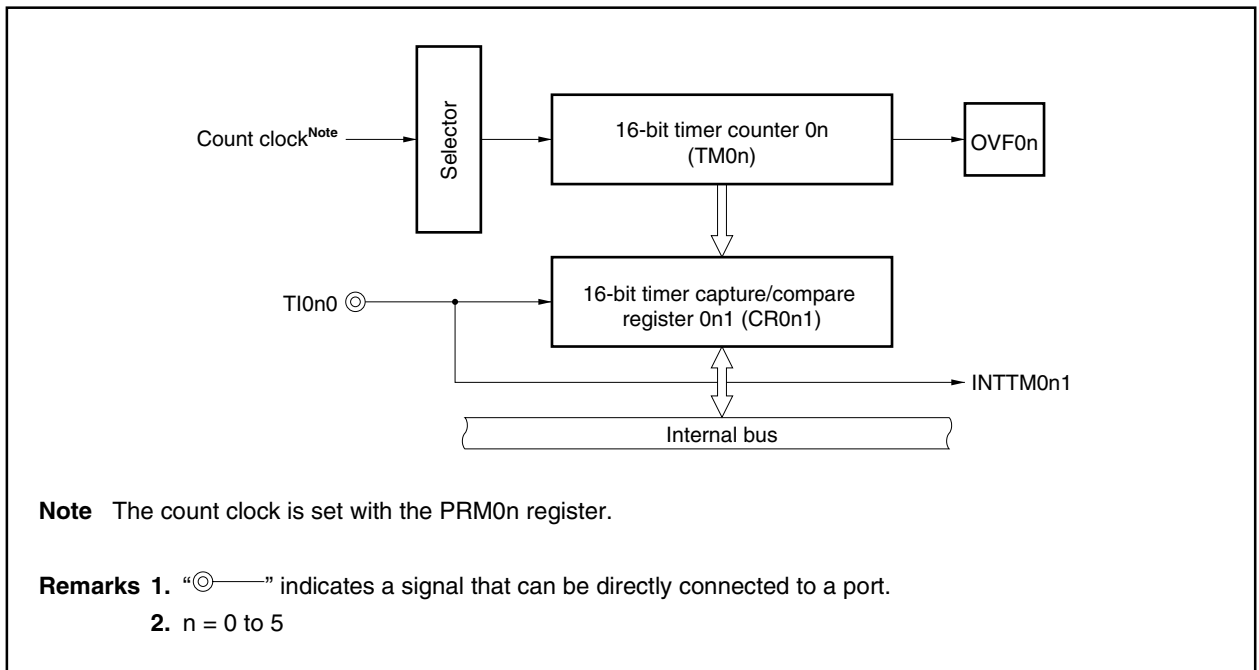 Count clockNote
Selector
16-bit timer counter 0n
(TM0n)
OVF0n
TI0n0
16-bit timer capture/compare
register 0n1 (CR0n1)
INTTM0n1
Internal bus
Note The count clock is set with the PRM0n register.
Remarks 1. “◎——” indicates a signal that can be directly connected to a port.
2. n = 0 to 5